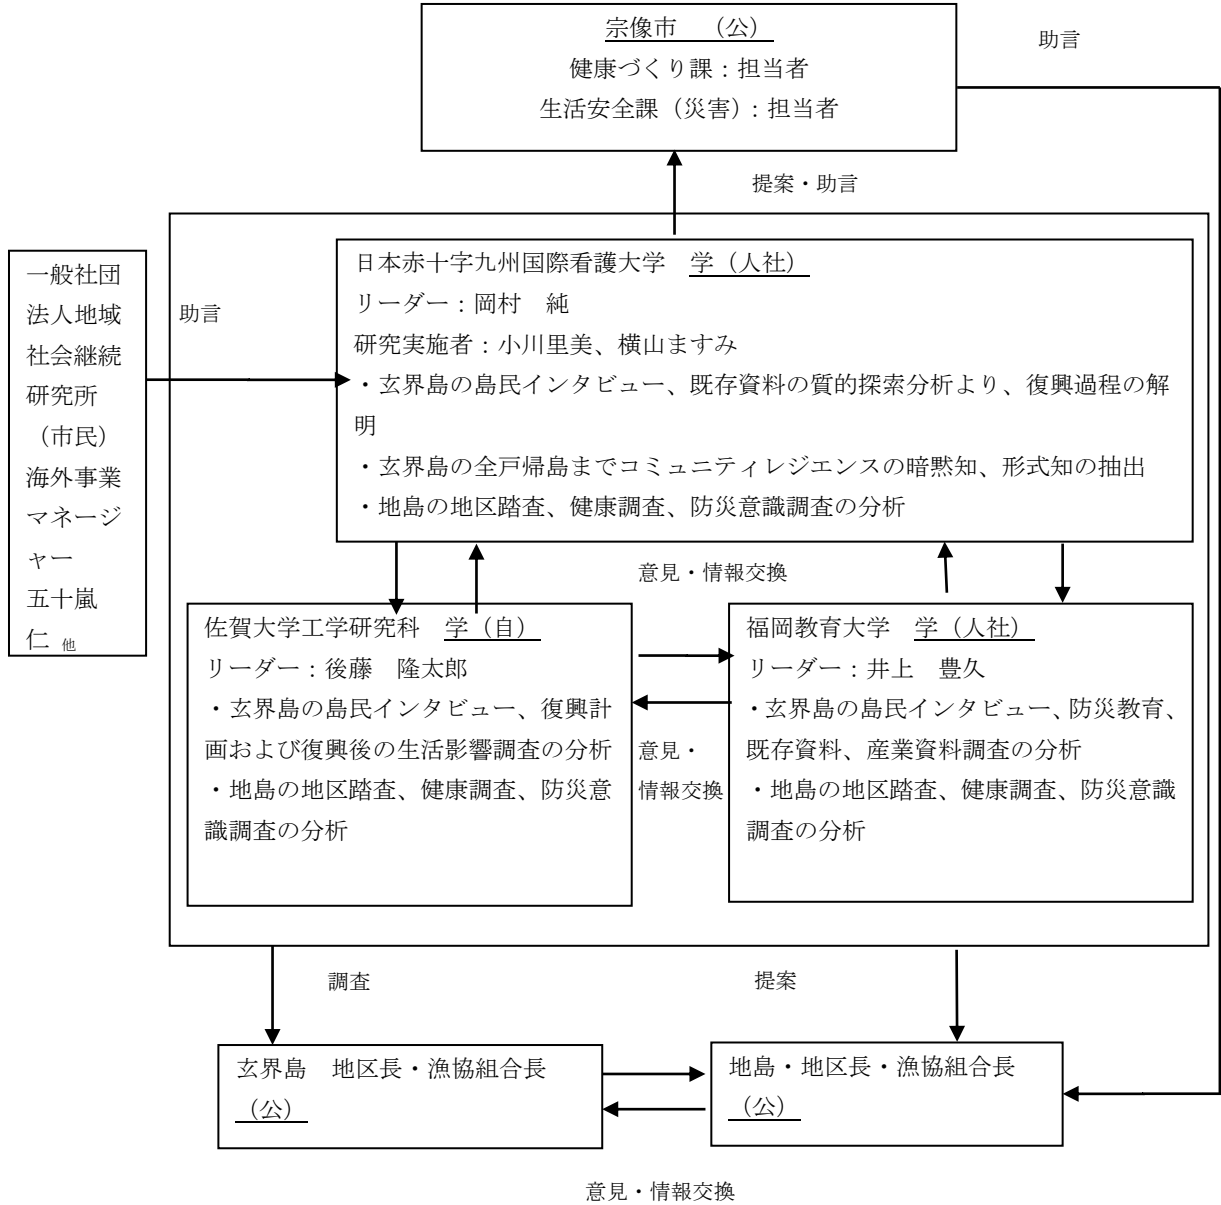 宗像市　（公）
健康づくり課：担当者
生活安全課（災害）：担当者
助言
提案・助言
一般社団
法人地域
社会継続
研究所
（市民）
海外事業
マネージ
ャー
五十嵐
仁 他
助言
日本赤十字九州国際看護大学　学（人社）
リーダー：岡村　純
研究実施者：小川里美、横山ますみ
・玄界島の島民インタビュー、既存資料の質的探索分析より、復興過程の解
明
・玄界島の全戸帰島までコミュニティレジエンスの暗黙知、形式知の抽出
・地島の地区踏査、健康調査、防災意識調査の分析
意見・情報交換
佐賀大学工学研究科　学（自）
リーダー：後藤　隆太郎
・玄界島の島民インタビュー、復興計
画および復興後の生活影響調査の分析
・地島の地区踏査、健康調査、防災意
識調査の分析
意見・
情報交換
福岡教育大学　学（人社）
リーダー：井上　豊久
・玄界島の島民インタビュー、防災教育、
既存資料、産業資料調査の分析
・地島の地区踏査、健康調査、防災意識
調査の分析
調査
提案
玄界島　地区長・漁協組合長
（公）
地島・地区長・漁協組合長
（公）
意見・情報交換